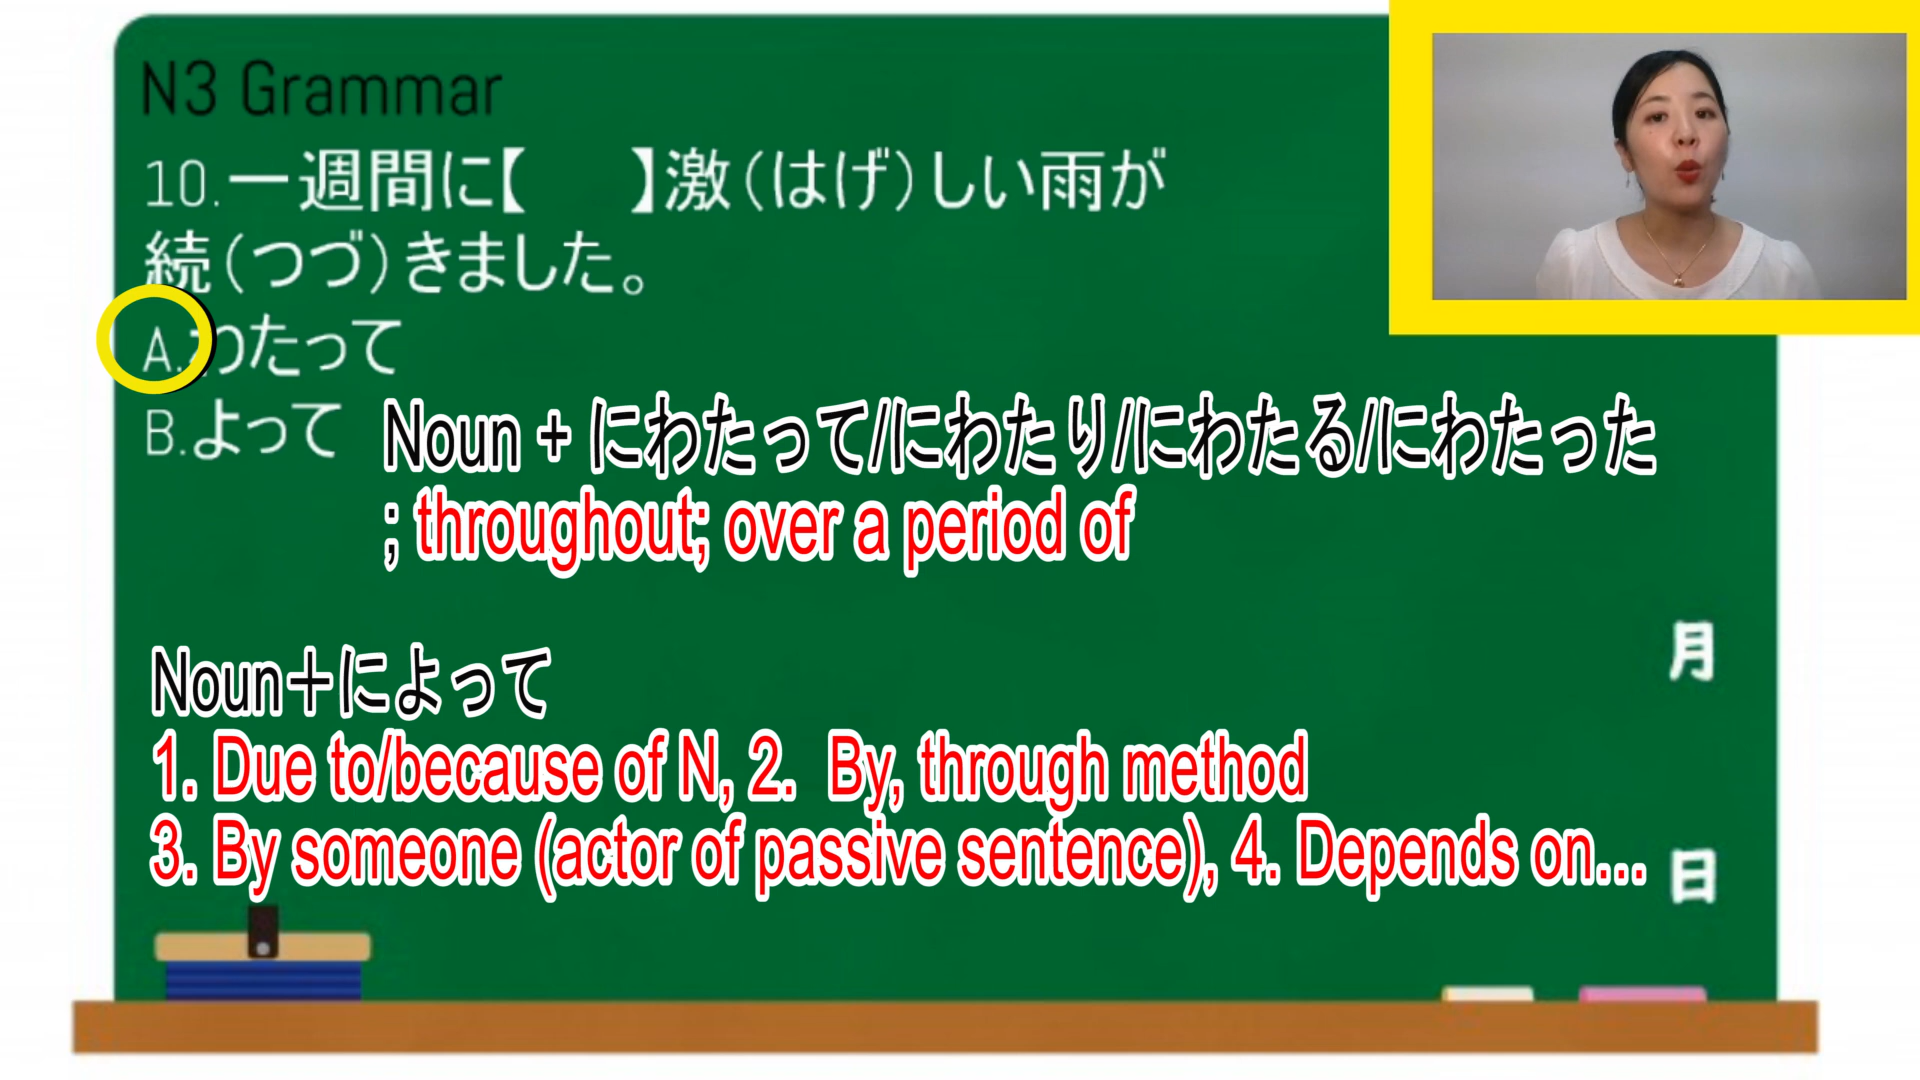 N3 Grammar
10.一週間に【　　】激（はげ）しい雨が
続（つづ）きました。
A.わたって
B.よって
Noun + にわたって/にわたり/にわたる/にわたった
; throughout; over a period of
Noun＋によって
1. Due to/because of N, 2.  By, through method
3. By someone (actor of passive sentence), 4. Depends on...
月
日